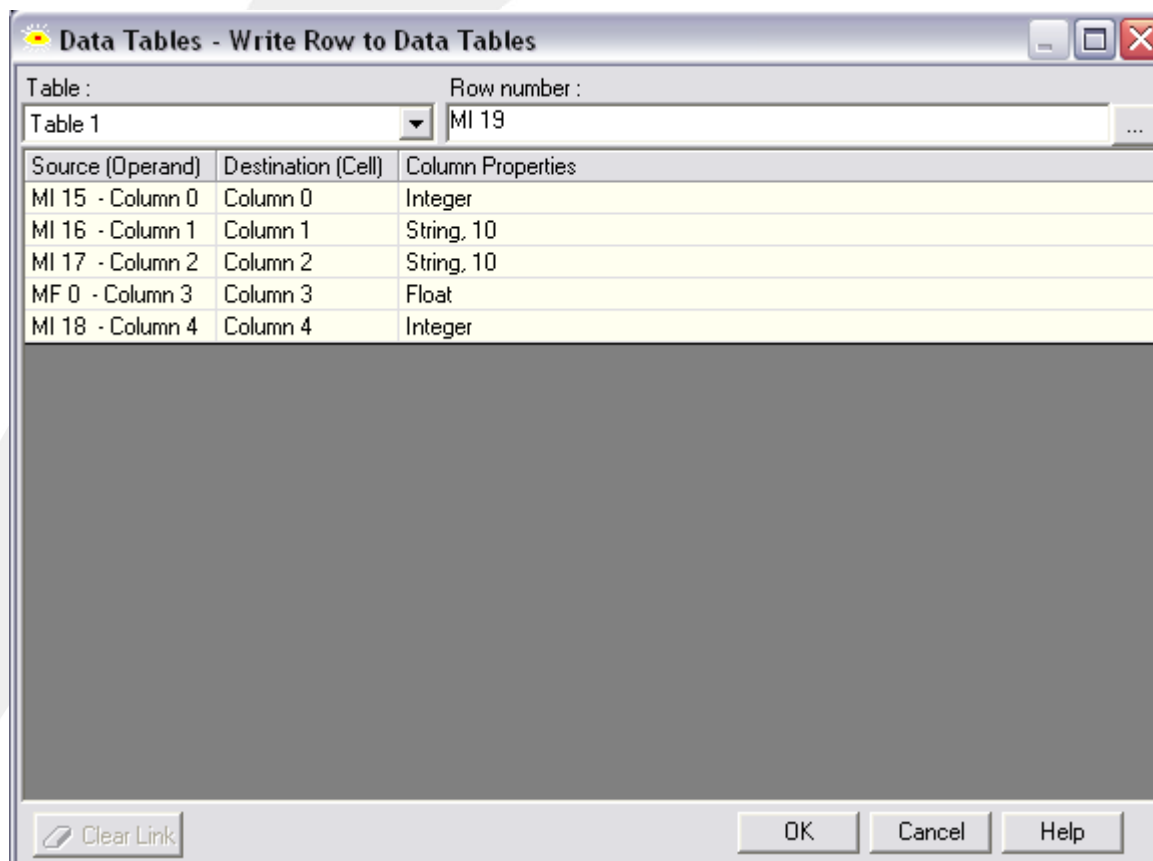 Data Tables - Write Row to Data Tables
Table : Row number :
Table 1 MI 19 ...
Source (Operand) Destination (Cell) Column Properties
MI 15 - Column 0 Column 0 Integer
MI 16 - Column 1 Column 1 String, 10
MI 17 - Column 2 Column 2 String, 10
MF 0 - Column 3 Column 3 Float
MI 18 - Column 4 Column 4 Integer
Clear Link OK Cancel Help